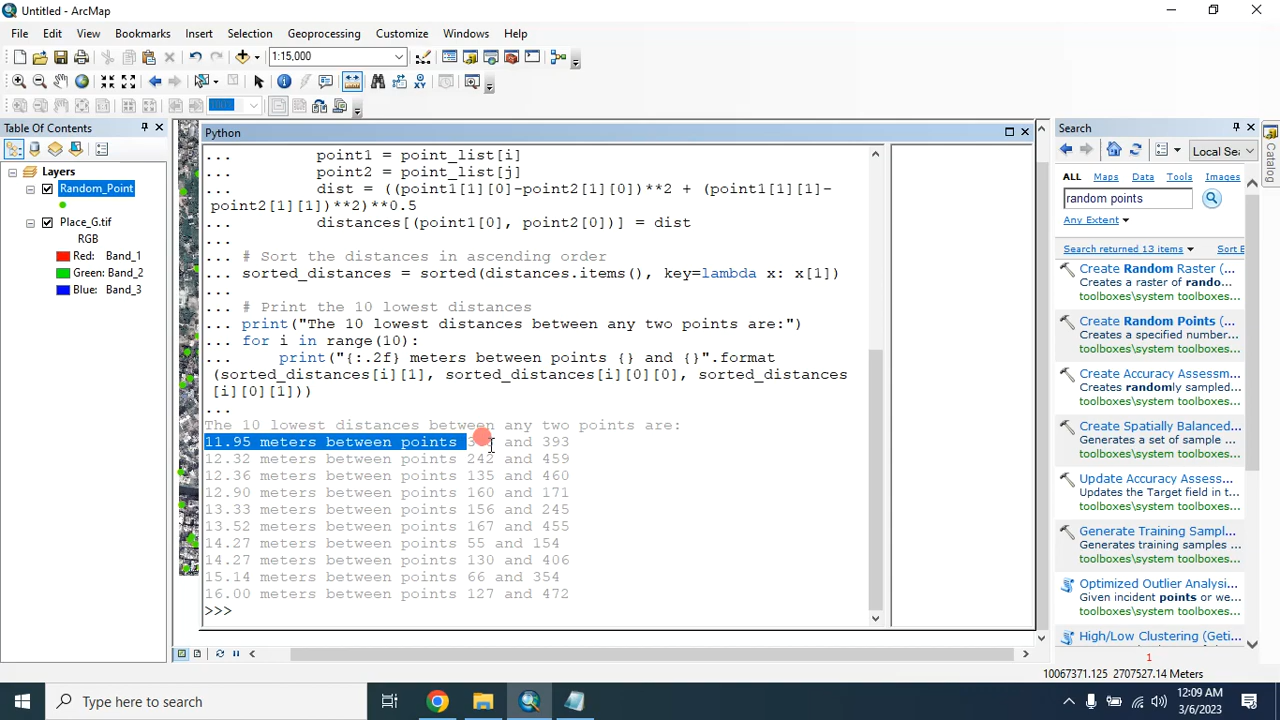 Untitled - ArcMap
File Edit View Bookmarks Insert Selection Geoprocessing Customize Windows Help
1:15,000
Table Of Contents
Layers
Random_Point
Place_G.tif
RGB
Red: Band_1
Green: Band_2
Blue: Band_3
Python
... point1 = point_list[i]
... point2 = point_list[j]
... dist = ((point1[1][0]-point2[1][0])**2 + (point1[1][1]-
point2[1][1])**2)**0.5
... distances[(point1[0], point2[0])] = dist
...
... # Sort the distances in ascending order
... sorted_distances = sorted(distances.items(), key=lambda x: x[1])
...
... # Print the 10 lowest distances
... print("The 10 lowest distances between any two points are:")
... for i in range(10):
... print("{:.2f} meters between points {} and {}".format
(sorted_distances[i][1], sorted_distances[i][0][0], sorted_distances
[i][0][1]))
...
The 10 lowest distances between any two points are:
11.95 meters between points and 393
12.32 meters between points 242 and 459
12.36 meters between points 135 and 460
12.90 meters between points 160 and 171
13.33 meters between points 156 and 245
13.52 meters between points 167 and 455
14.27 meters between points 55 and 154
14.27 meters between points 130 and 406
15.14 meters between points 66 and 354
16.00 meters between points 127 and 472
>>>
Search
Local Se
ALL Maps Data Tools Images
random points
Any Extent
Search returned 13 items Sort B
Create Random Raster (...
Creates a raster of rando...
toolboxes\system toolboxes...
Create Random Points (...
Creates a specified number...
toolboxes\system toolboxes...
Create Accuracy Assessm...
Creates randomly sampled...
toolboxes\system toolboxes...
Create Spatially Balanced...
Generates a set of sample ...
toolboxes\system toolboxes...
Update Accuracy Assess...
Updates the Target field in t...
toolboxes\system toolboxes...
Generate Training Sampl...
Generates training samples ...
toolboxes\system toolboxes...
Optimized Outlier Analysi...
Given incident points or we...
toolboxes\system toolboxes...
High/Low Clustering (Geti...
Catalog
1
10067371.125 2707527.14 Meters
Type here to search
12:09 AM
3/6/2023